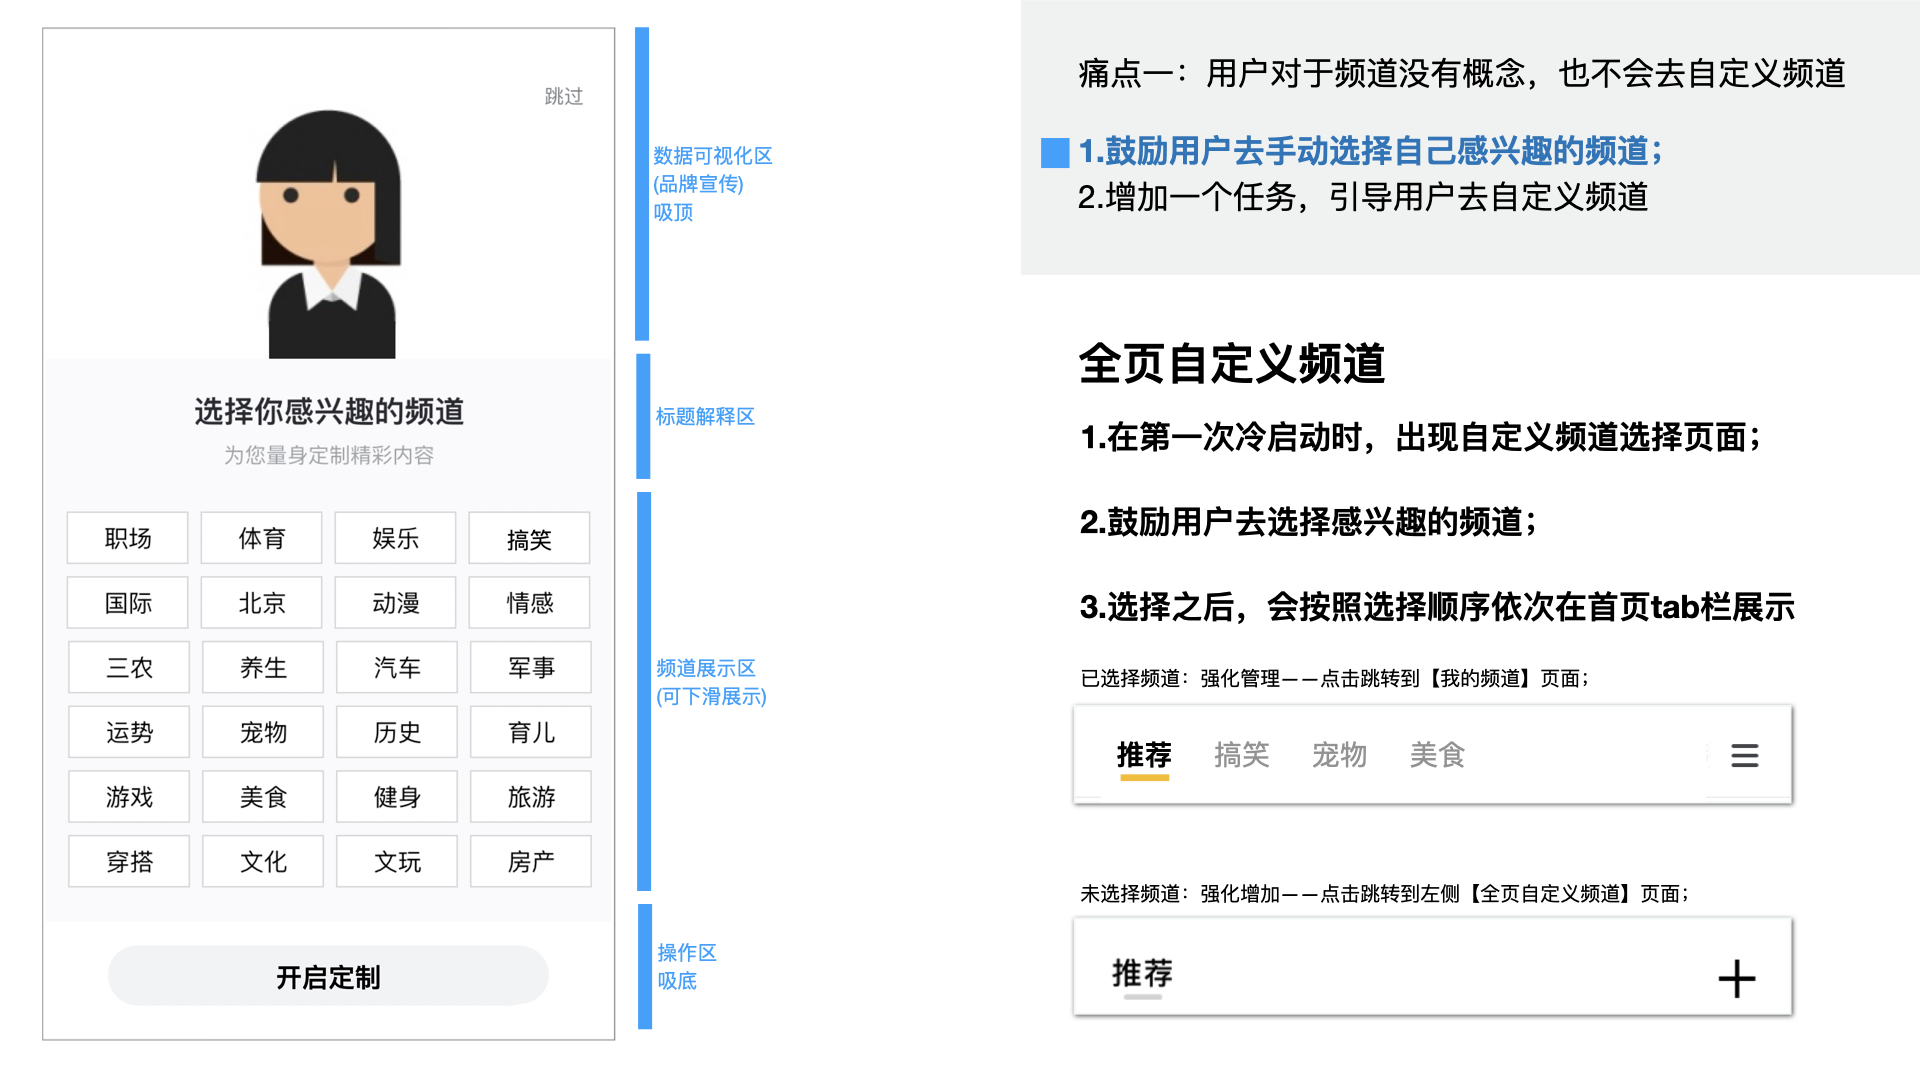 跳过
选择你感兴趣的频道
为您量身定制精彩内容
职场 体育 娱乐 搞笑
国际 北京 动漫 情感
三农 养生 汽车 军事
运势 宠物 历史 育儿
游戏 美食 健身 旅游
穿搭 文化 文玩 房产
开启定制
数据可视化区
(品牌宣传)
吸顶
标题解释区
频道展示区
(可下滑展示)
操作区
吸底
痛点一：用户对于频道没有概念，也不会去自定义频道
1.鼓励用户去手动选择自己感兴趣的频道；
2.增加一个任务，引导用户去自定义频道
全页自定义频道
1.在第一次冷启动时，出现自定义频道选择页面；
2.鼓励用户去选择感兴趣的频道；
3.选择之后，会按照选择顺序依次在首页tab栏展示
已选择频道：强化管理——点击跳转到【我的频道】页面；
推荐 搞笑 宠物 美食
未选择频道：强化增加——点击跳转到左侧【全页自定义频道】页面；
推荐